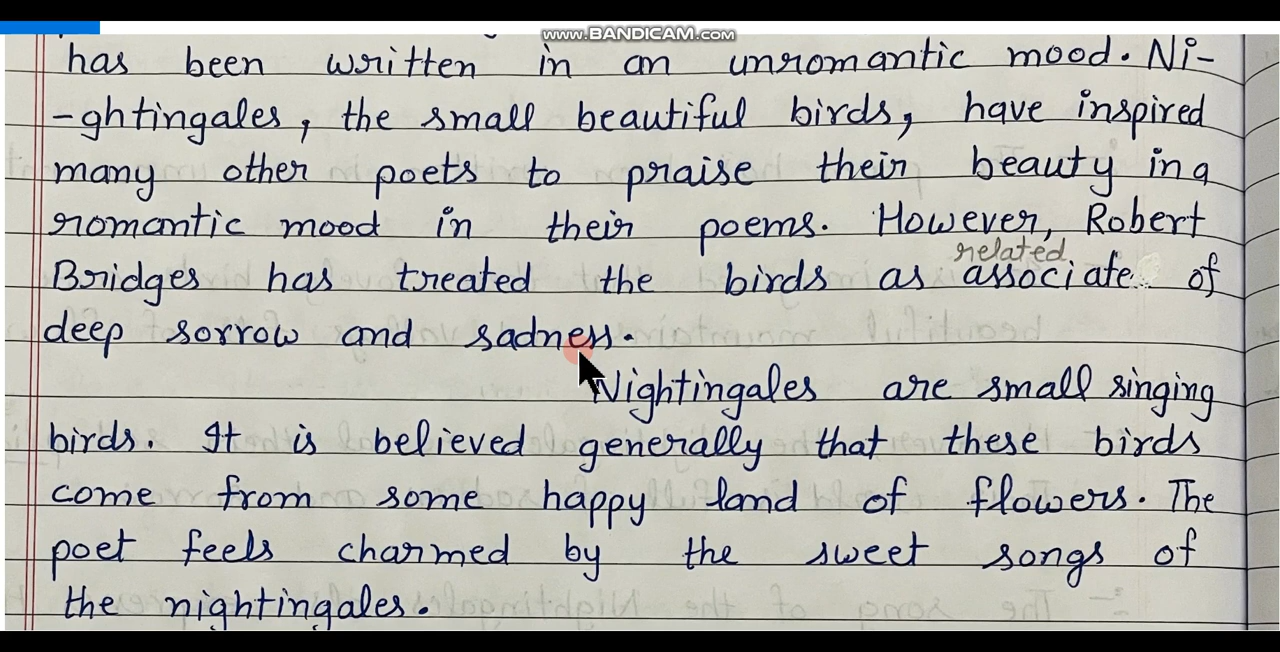 www.BANDICAM.com
has been written in an unromantic mood. Ni-
-ghtingales, the small beautiful birds, have inspired
many other poets to praise their beauty in a
romantic mood in their poems. However, Robert
related
Bridges has treated the birds as associate of
deep sorrow and sadness.
Nightingales are small singing
birds. It is believed generally that these birds
come from some happy land of flowers. The
poet feels charmed by the sweet songs of
the nightingales.